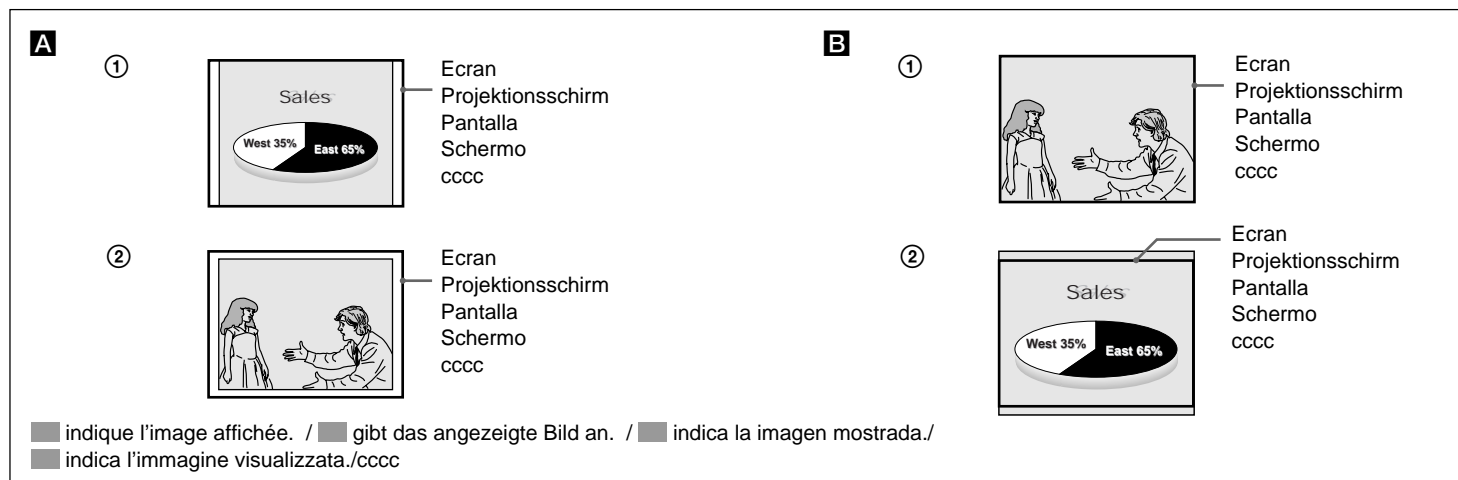 A
①
Sales
West 35%
East 65%
Ecran
Projektionsschirm
Pantalla
Schermo
cccc
②
Ecran
Projektionsschirm
Pantalla
Schermo
cccc
B
①
Ecran
Projektionsschirm
Pantalla
Schermo
cccc
②
Sales
West 35%
East 65%
Ecran
Projektionsschirm
Pantalla
Schermo
cccc
indique l’image affichée. / gibt das angezeigte Bild an. / indica la imagen mostrada./
indica l’immagine visualizzata./cccc